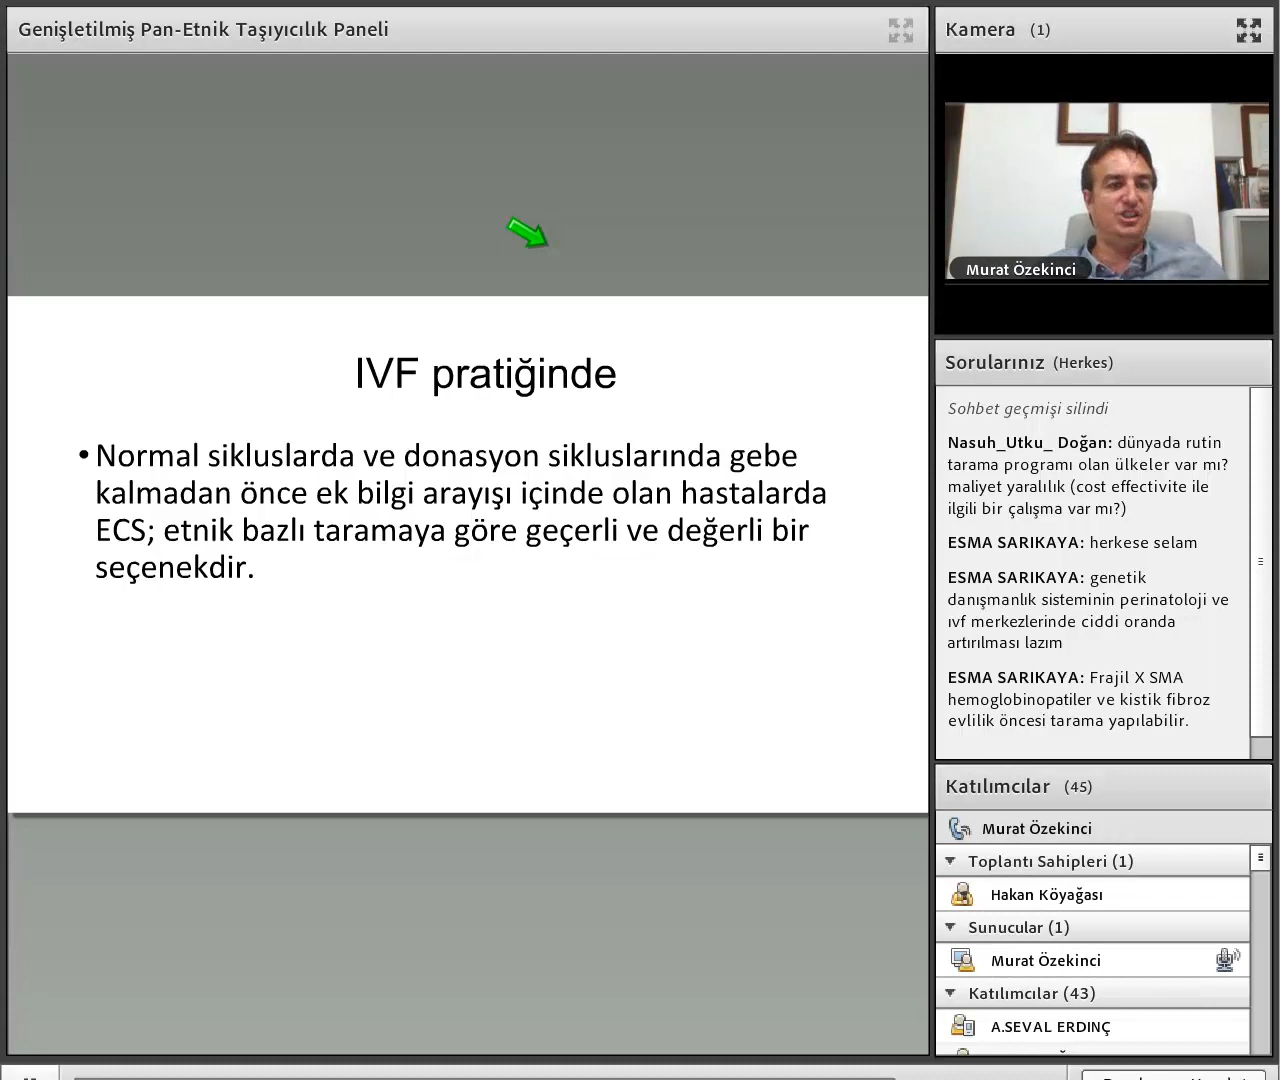 Genişletilmiş Pan-Etnik Taşıyıcılık Paneli
IVF pratiğinde
• Normal sikluslarda ve donasyon sikluslarında gebe
kalmadan önce ek bilgi arayışı içinde olan hastalarda
ECS; etnik bazlı taramaya göre geçerli ve değerli bir
seçenekdir.
Kamera (1)
Murat Özekinci
Sorularınız (Herkes)
Sohbet geçmişi silindi
Nasuh_Utku_ Doğan: dünyada rutin
tarama programı olan ülkeler var mı?
maliyet yaralılık (cost effectivite ile
ilgili bir çalışma var mı?)
ESMA SARIKAYA: herkese selam
ESMA SARIKAYA: genetik
danışmanlık sisteminin perinatoloji ve
ıvf merkezlerinde ciddi oranda
artırılması lazım
ESMA SARIKAYA: Frajil X SMA
hemoglobinopatiler ve kistik fibroz
evlilik öncesi tarama yapılabilir.
Katılımcılar (45)
Murat Özekinci
Toplantı Sahipleri (1)
Hakan Köyağası
Sunucular (1)
Murat Özekinci
Katılımcılar (43)
A.SEVAL ERDINÇ